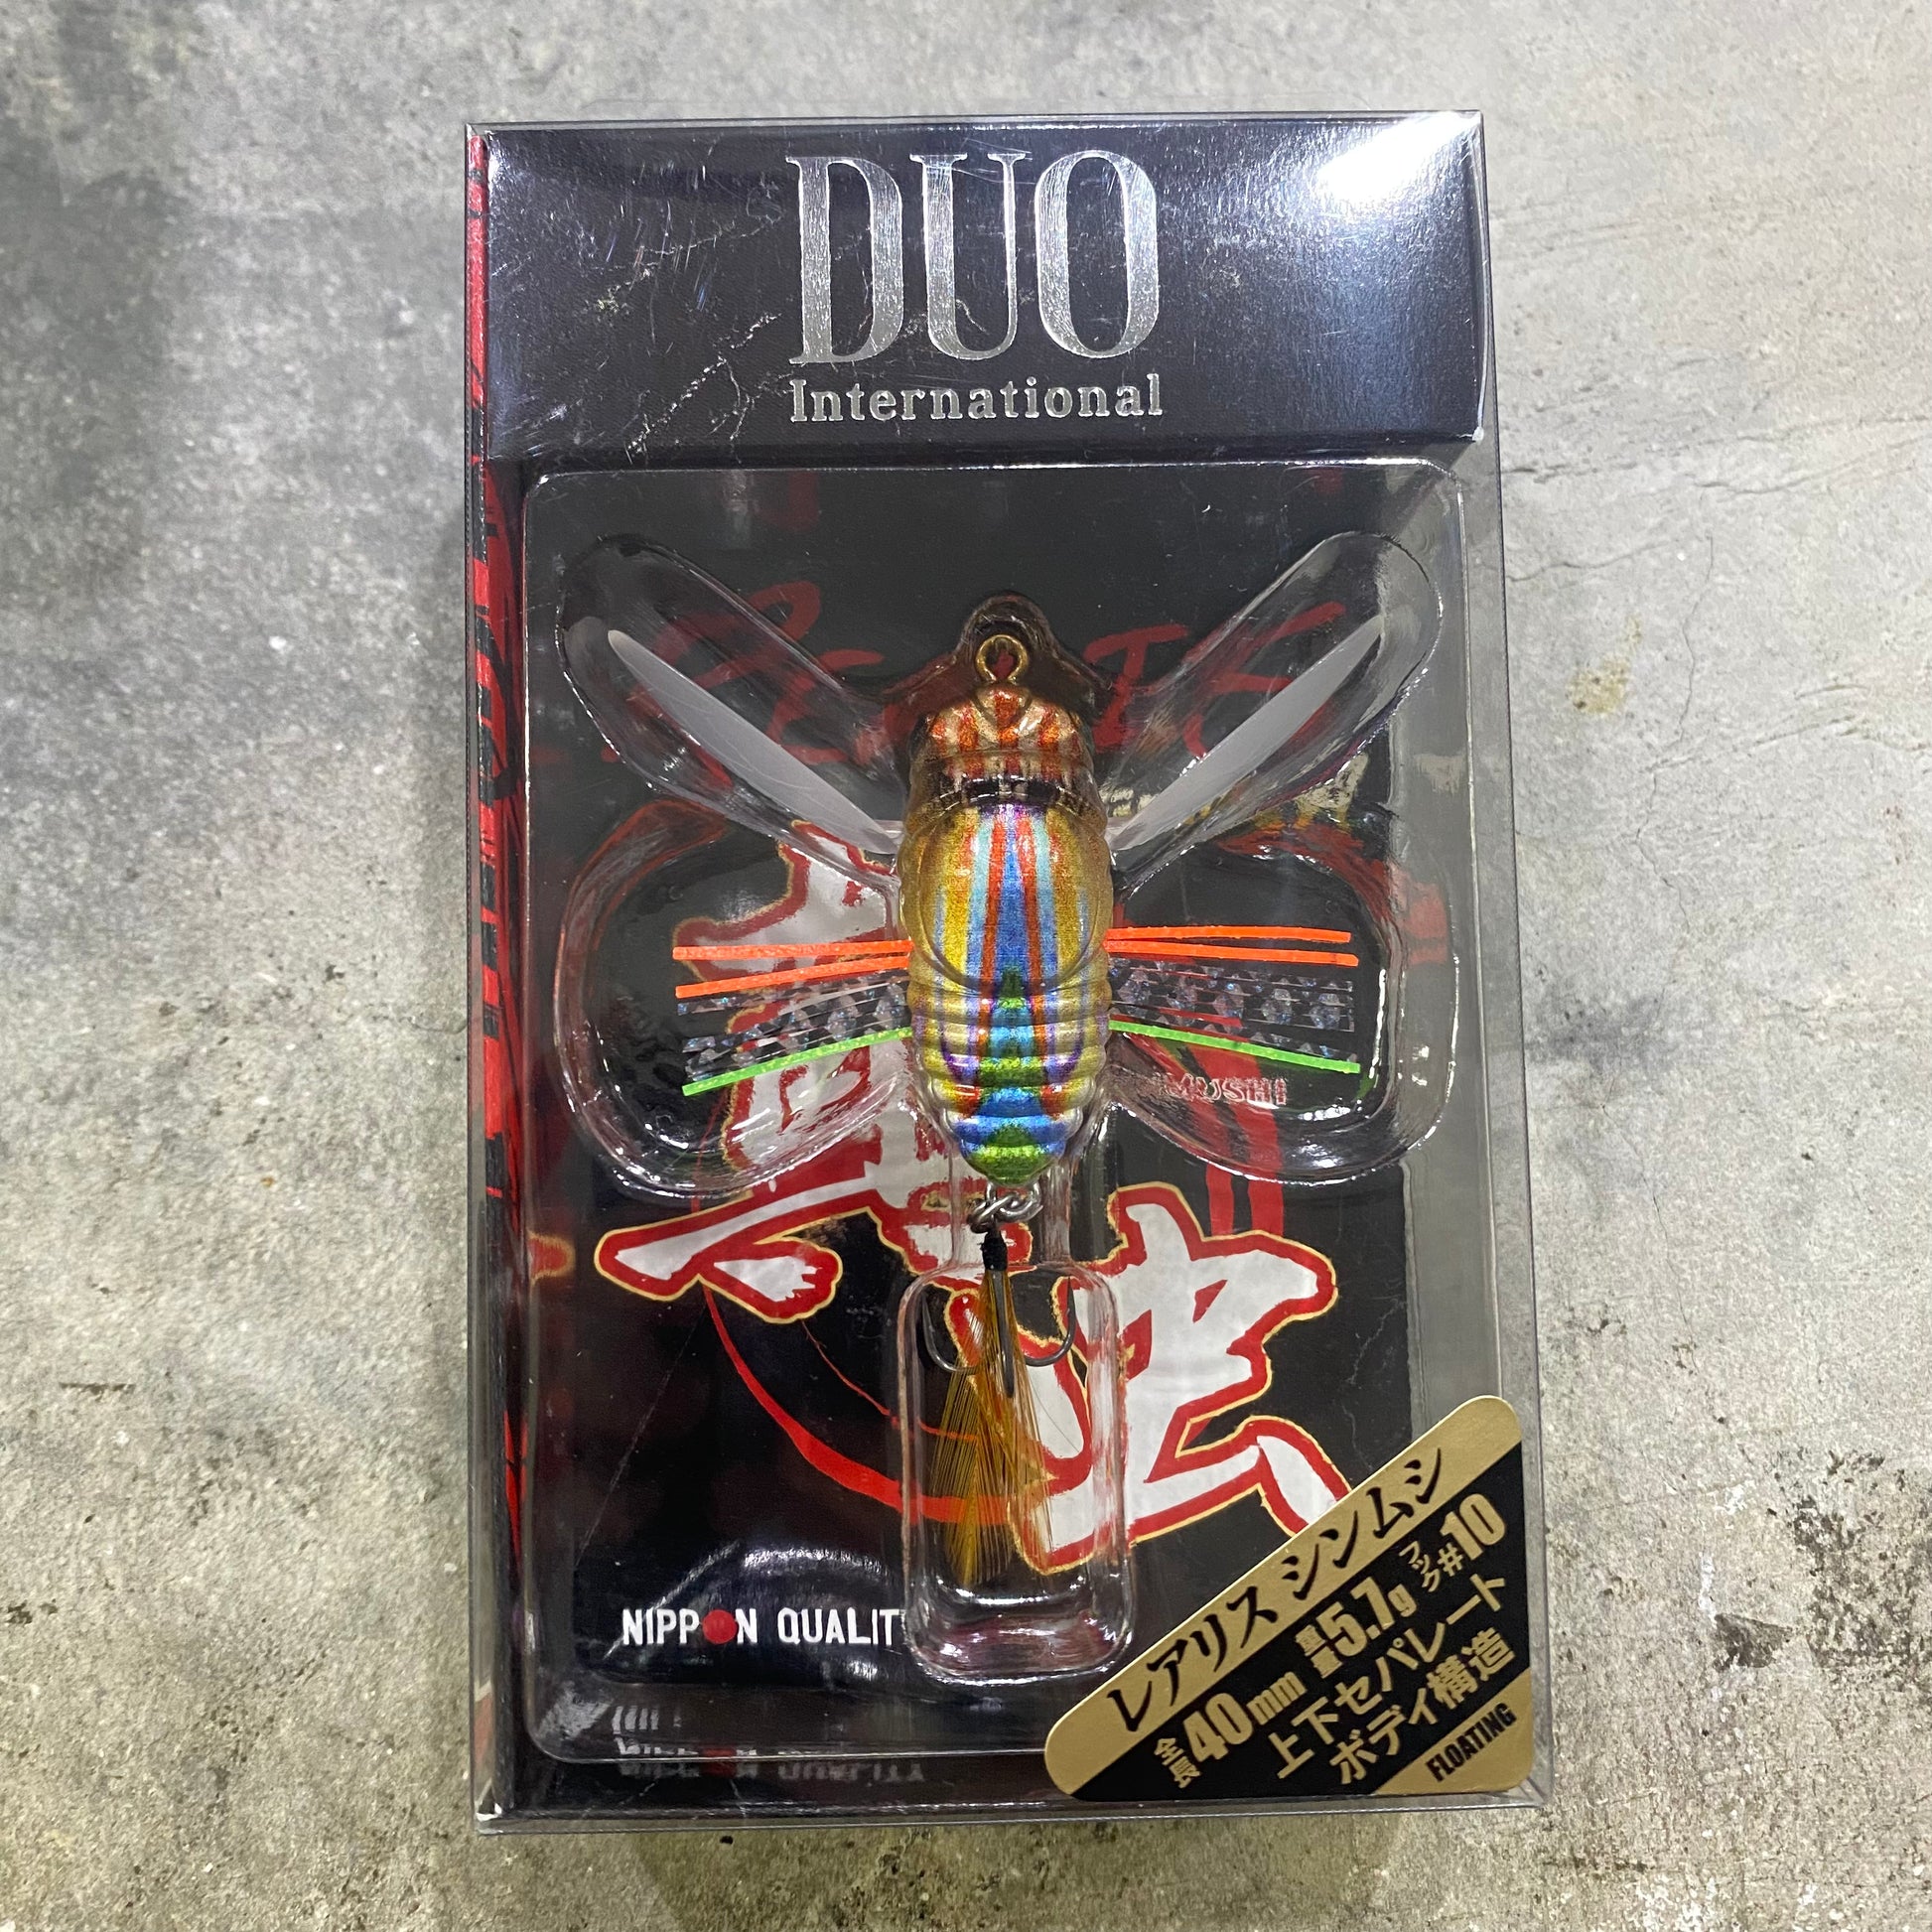 DUO
International
MUSHI
虫
NIPPON QUALIT
レアリス シンムシ
全長40mm 重量5.7g フック#10
上下セパレート
ボディ構造
FLOATING